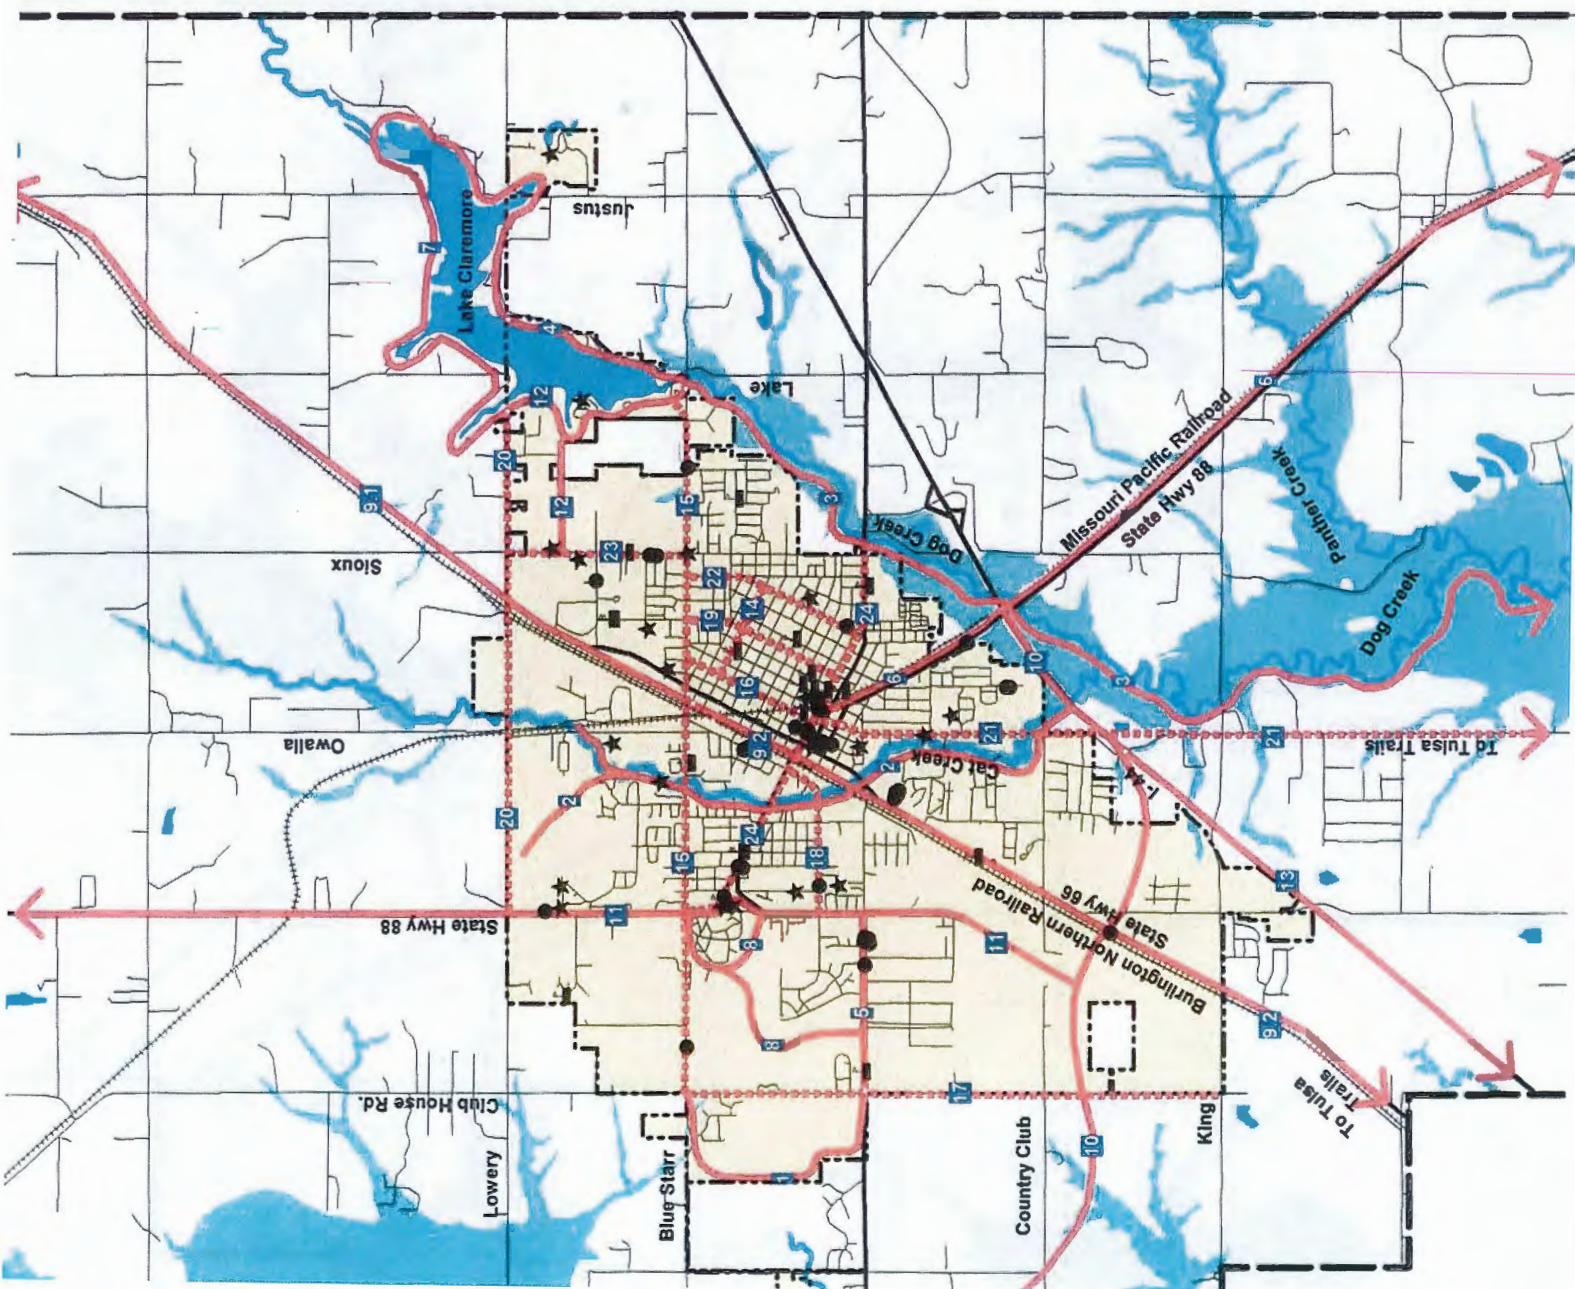 7
Lake Claremore
Justus
4
12
Lake
9.1
20
12
15
3
Sioux
23
22
19
14
24
Dog Creek
Missouri Pacific Railroad
State Hwy 88
6
Panther Creek
Dog Creek
16
6
10
3
Owalla
9.2
2
Cat Creek
21
21
To Tulsa Trails
2
20
15
24
18
I-44
State Hwy 88
11
8
11
State Hwy 66
Burlington Northern Railroad
13
5
8
9.2
To Tulsa
Trails
17
Club House Rd.
Lowery
Blue Starr
1
Country Club
10
King